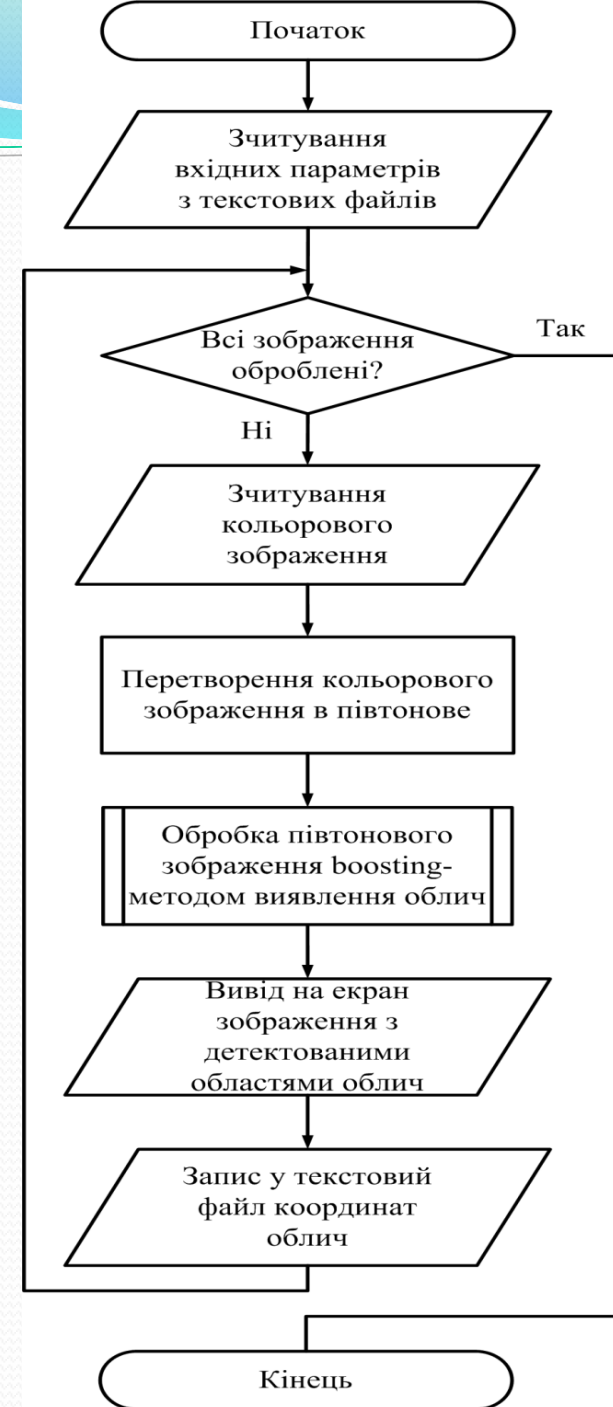 Початок
Зчитування
вхідних параметрів
з текстових файлів
Всі зображення
оброблені?
Так
Ні
Зчитування
кольорового
зображення
Перетворення кольорового
зображення в півтонове
Обробка півтонового
зображення boosting-
методом виявлення облич
Вивід на екран
зображення з
детектованими
областями облич
Запис у текстовий
файл координат
облич
Кінець